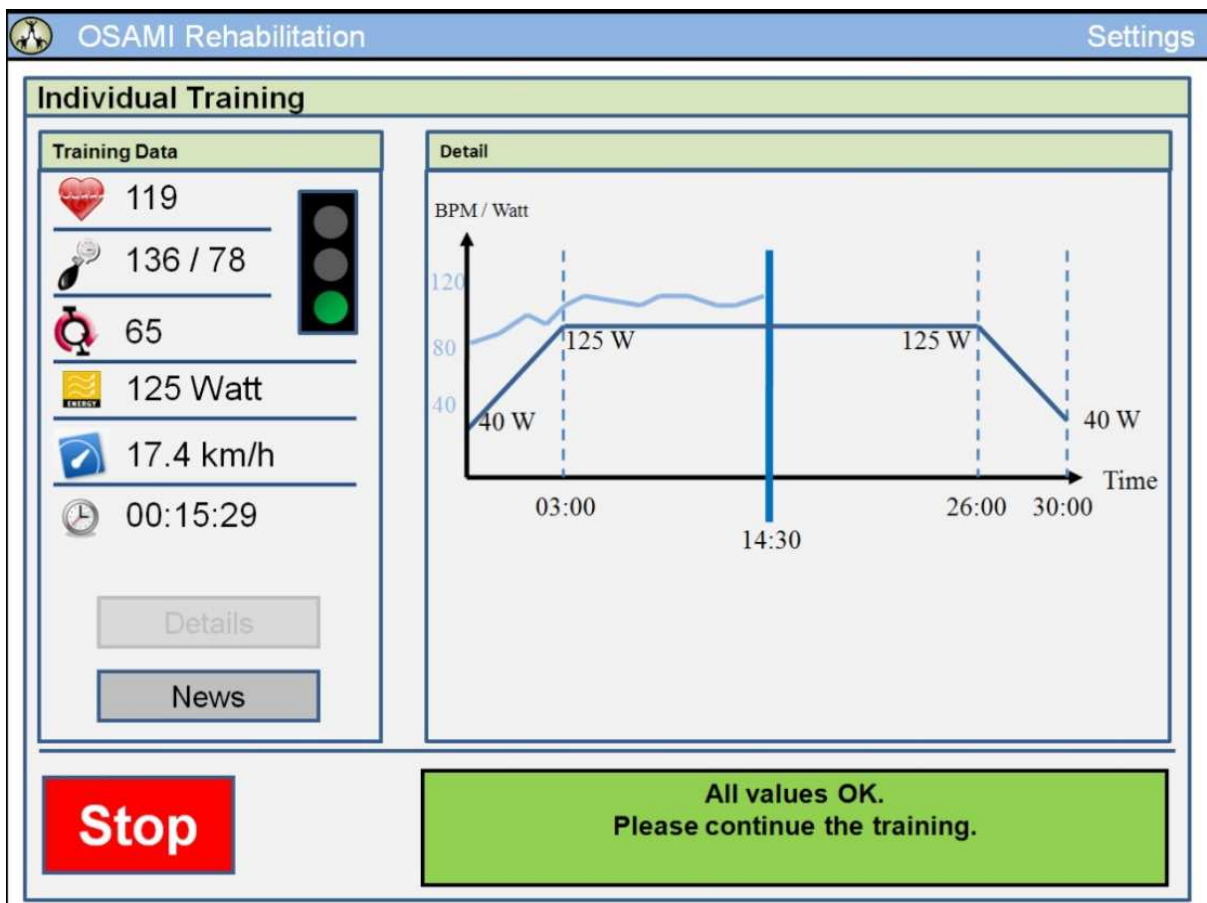 OSAMI Rehabilitation
Settings
Individual Training
Training Data
119
136 / 78
65
ENERGY
125 Watt
17.4 km/h
00:15:29
Details
News
Detail
BPM / Watt
120
80
40
125 W
125 W
40 W
40 W
Time
03:00
14:30
26:00
30:00
Stop
All values OK.
Please continue the training.